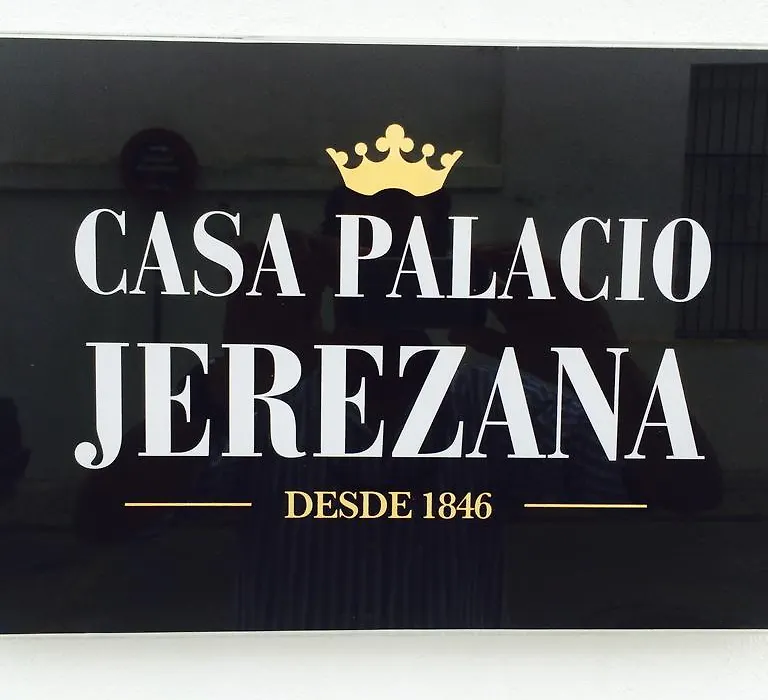 CASA PALACIO
JEREZANA
DESDE 1846